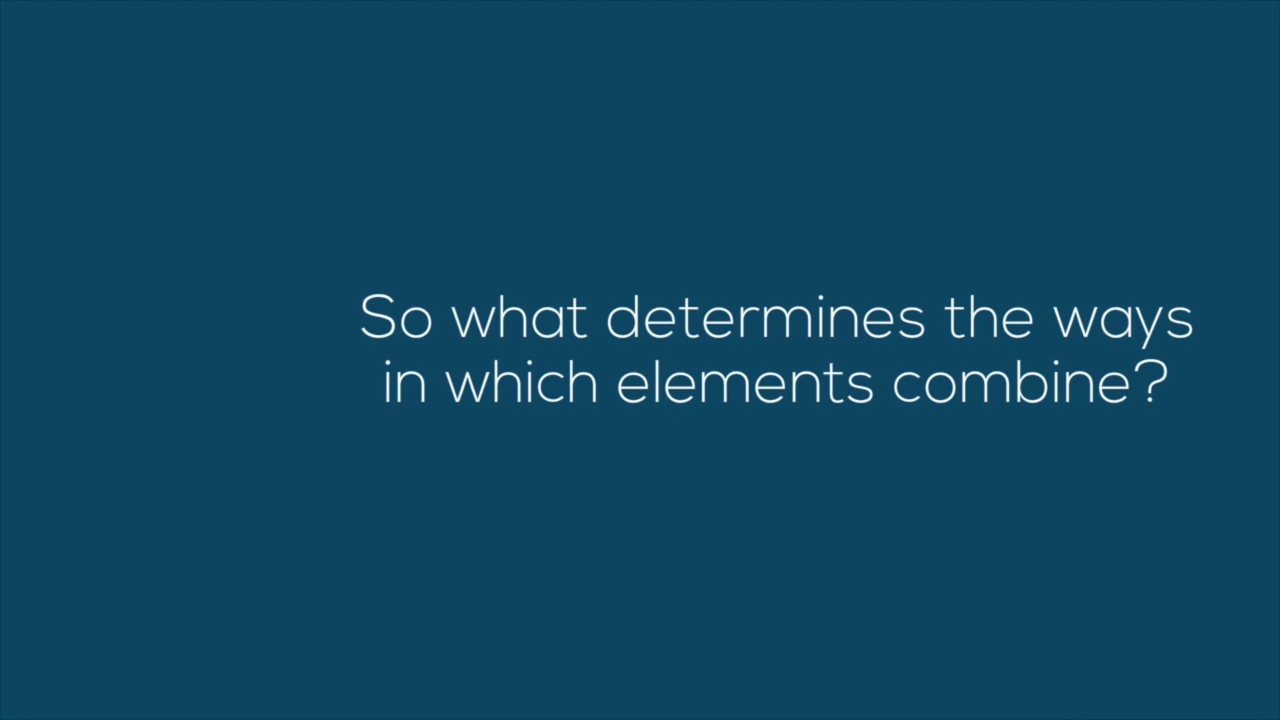 So what determines the ways
in which elements combine?